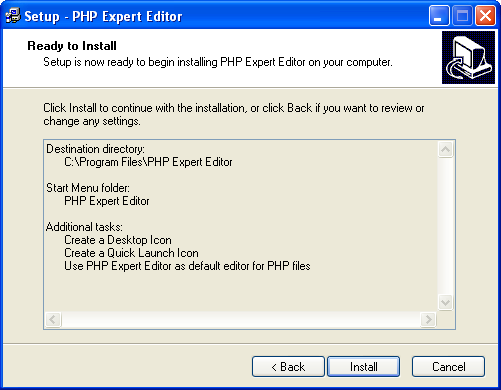 Setup - PHP Expert Editor
Ready to Install
Setup is now ready to begin installing PHP Expert Editor on your computer.
Click Install to continue with the installation, or click Back if you want to review or
change any settings.
Destination directory:
C:\Program Files\PHP Expert Editor
Start Menu folder:
PHP Expert Editor
Additional tasks:
Create a Desktop Icon
Create a Quick Launch Icon
Use PHP Expert Editor as default editor for PHP files
< Back
Install
Cancel